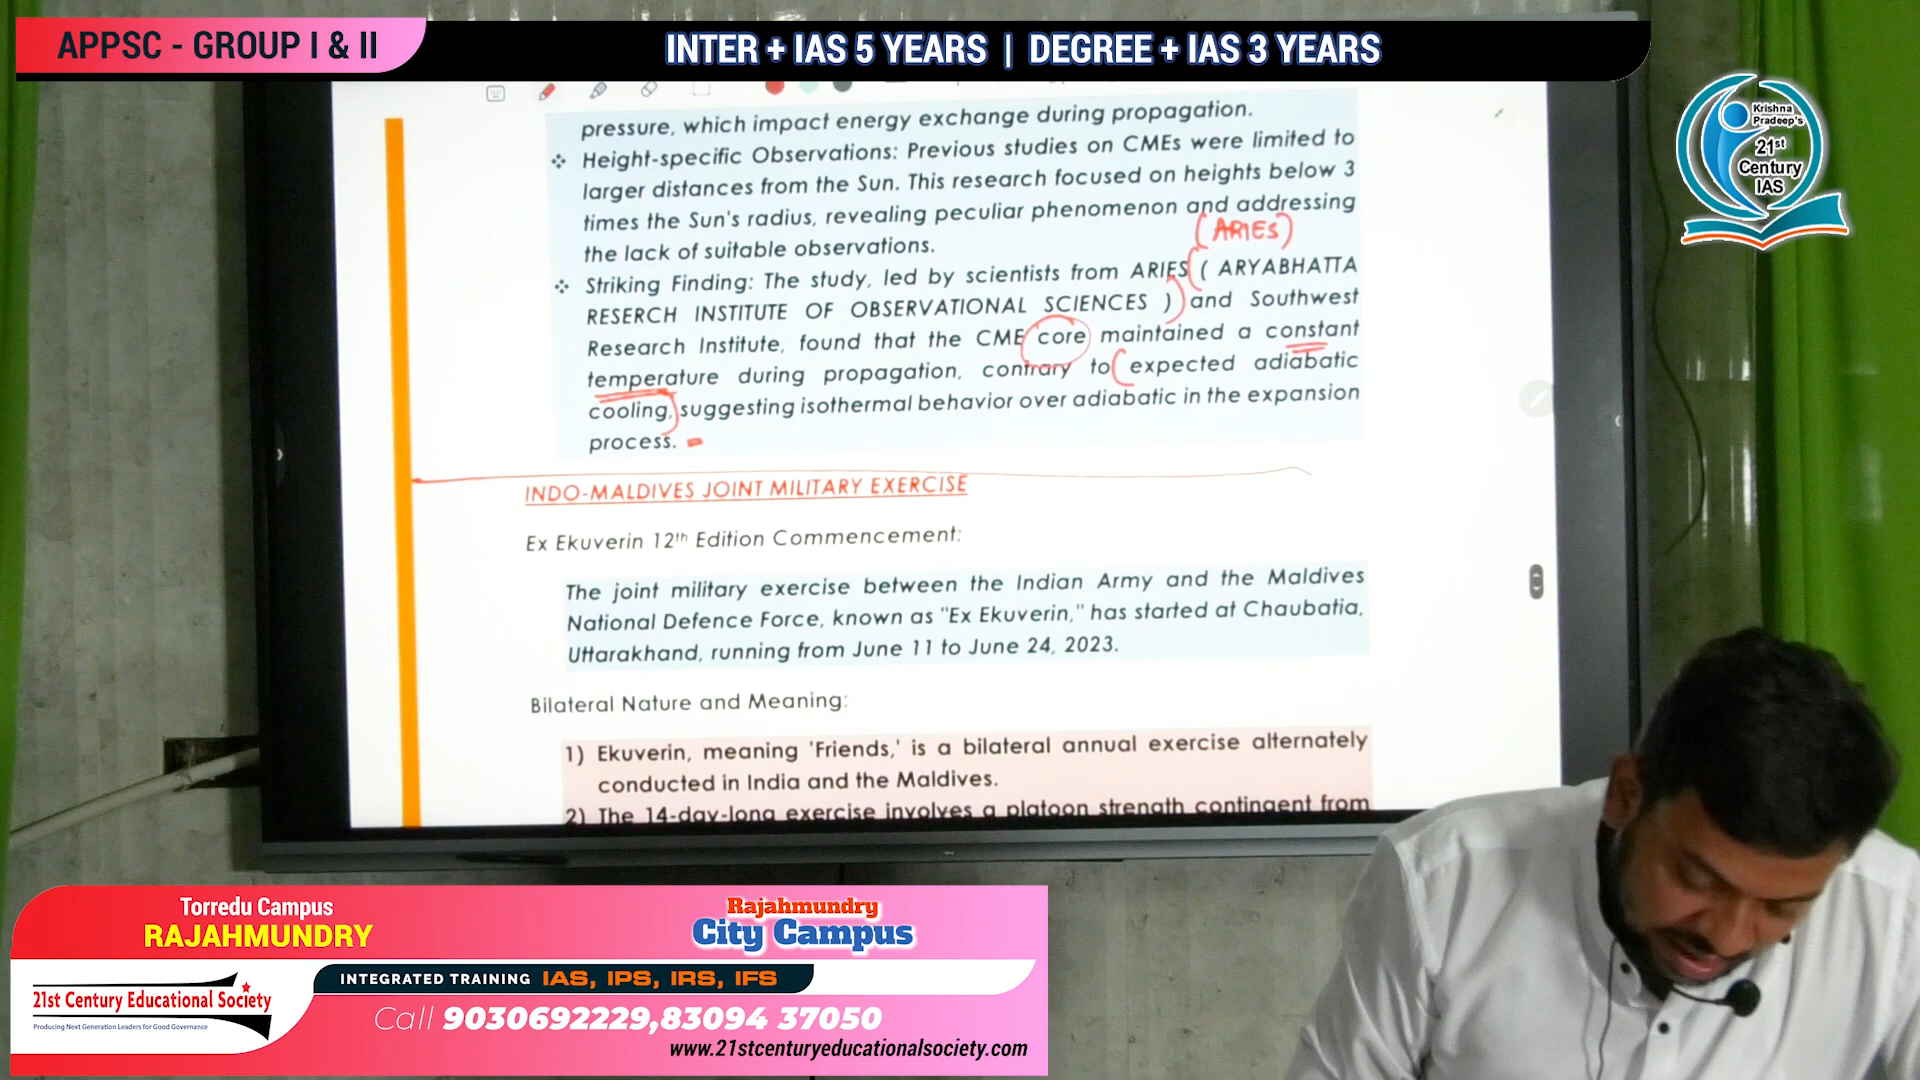 APPSC - GROUP I & II
INTER + IAS 5 YEARS | DEGREE + IAS 3 YEARS
Krishna
Pradeep's
21st
Century
IAS
pressure, which impact energy exchange during propagation.
❖ Height-specific Observations: Previous studies on CMEs were limited to
larger distances from the Sun. This research focused on heights below 3
times the Sun's radius, revealing peculiar phenomenon and addressing
the lack of suitable observations.
(ARIES)
❖ Striking Finding: The study, led by scientists from ARIES ( ARYABHATTA
RESERCH INSTITUTE OF OBSERVATIONAL SCIENCES ) and Southwest
Research Institute, found that the CME core maintained a constant
temperature during propagation, contrary to expected adiabatic
cooling, suggesting isothermal behavior over adiabatic in the expansion
process.
INDO-MALDIVES JOINT MILITARY EXERCISE
Ex Ekuverin 12th Edition Commencement:
The joint military exercise between the Indian Army and the Maldives
National Defence Force, known as "Ex Ekuverin," has started at Chaubatia,
Uttarakhand, running from June 11 to June 24, 2023.
Bilateral Nature and Meaning:
1) Ekuverin, meaning 'Friends,' is a bilateral annual exercise alternately
conducted in India and the Maldives.
2) The 14-day-long exercise involves a platoon strength contingent from
Torredu Campus
RAJAHMUNDRY
Rajahmundry
City Campus
INTEGRATED TRAINING IAS, IPS, IRS, IFS
21st Century Educational Society
Producing Next Generation Leaders for Good Governance
Call 9030692229,83094 37050
www.21stcenturyeducationalsociety.com